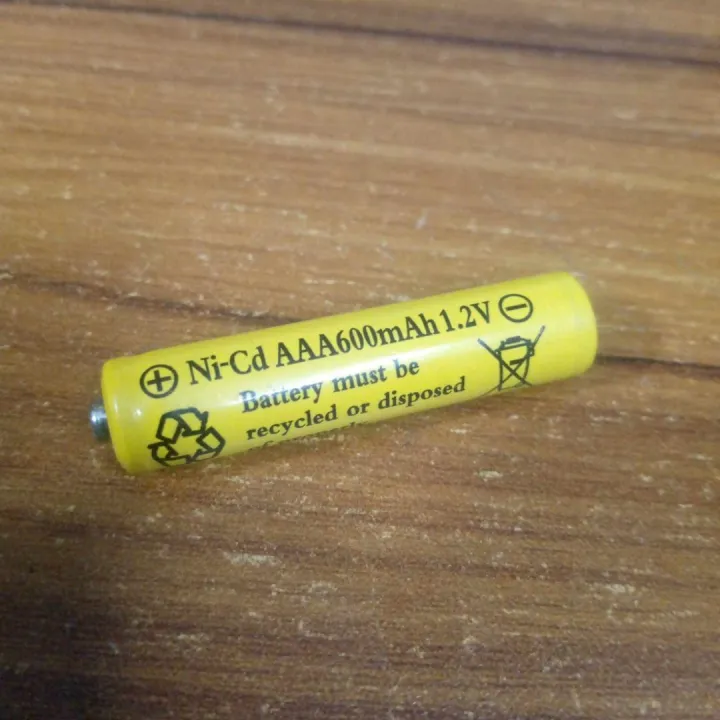 ⊕ Ni-Cd AAA600mAh 1.2V ⊖
Battery must be
recycled or disposed